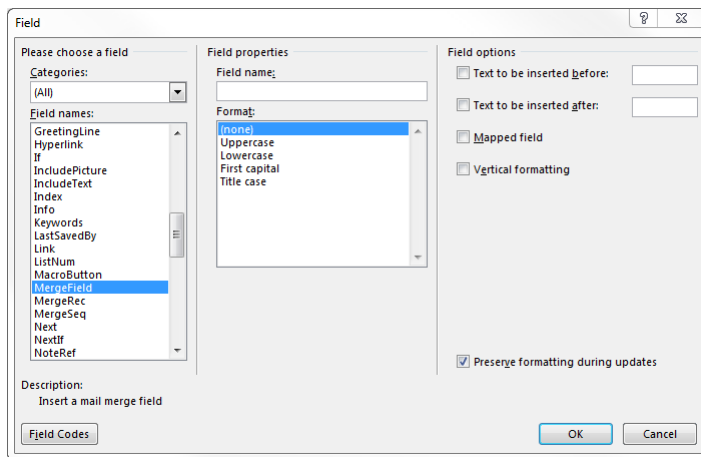 Field
Please choose a field
Categories:
(All)
Field names:
GreetingLine
Hyperlink
If
IncludePicture
IncludeText
Index
Info
Keywords
LastSavedBy
Link
ListNum
MacroButton
MergeField
MergeRec
MergeSeq
Next
NextIf
NoteRef
Field properties
Field name:
Format:
(none)
Uppercase
Lowercase
First capital
Title case
Field options
Text to be inserted before:
Text to be inserted after:
Mapped field
Vertical formatting
Preserve formatting during updates
Description:
Insert a mail merge field
Field Codes
OK
Cancel